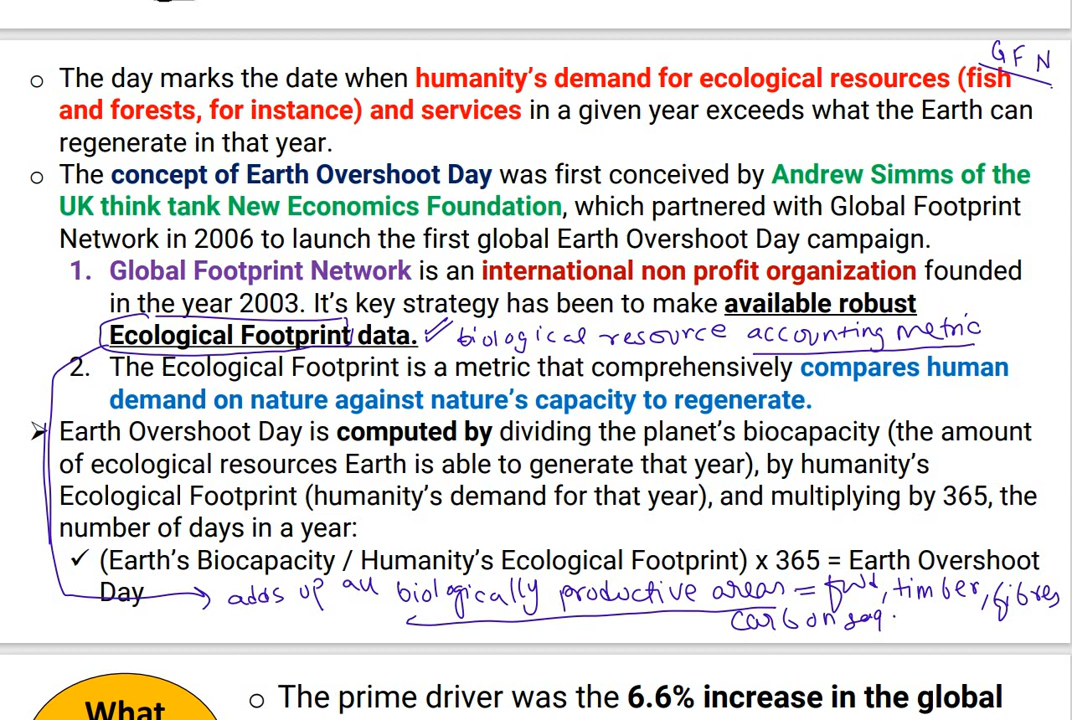 G F N
o The day marks the date when humanity's demand for ecological resources (fish
and forests, for instance) and services in a given year exceeds what the Earth can
regenerate in that year.
o The concept of Earth Overshoot Day was first conceived by Andrew Simms of the
UK think tank New Economics Foundation, which partnered with Global Footprint
Network in 2006 to launch the first global Earth Overshoot Day campaign.
1. Global Footprint Network is an international non profit organization founded
in the year 2003. It's key strategy has been to make available robust
Ecological Footprint data. ✓ biological resource accounting metric
2. The Ecological Footprint is a metric that comprehensively compares human
demand on nature against nature's capacity to regenerate.
➤ Earth Overshoot Day is computed by dividing the planet's biocapacity (the amount
of ecological resources Earth is able to generate that year), by humanity's
Ecological Footprint (humanity's demand for that year), and multiplying by 365, the
number of days in a year:
✓ (Earth's Biocapacity / Humanity's Ecological Footprint) x 365 = Earth Overshoot
Day → adds up all biologically productive areas = food, timber, fibres
carbon seq.
What
o The prime driver was the 6.6% increase in the global